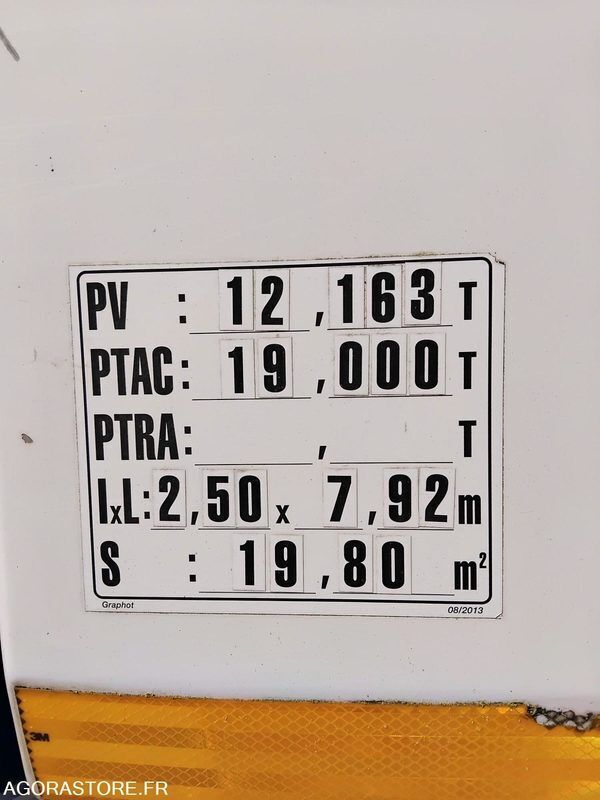 PV : 12,163 T
PTAC: 19,000 T
PTRA: , T
lxL: 2,50 x 7,92 m
S : 19,80 m²
Graphot 08/2013
3M
AGORASTORE.FR